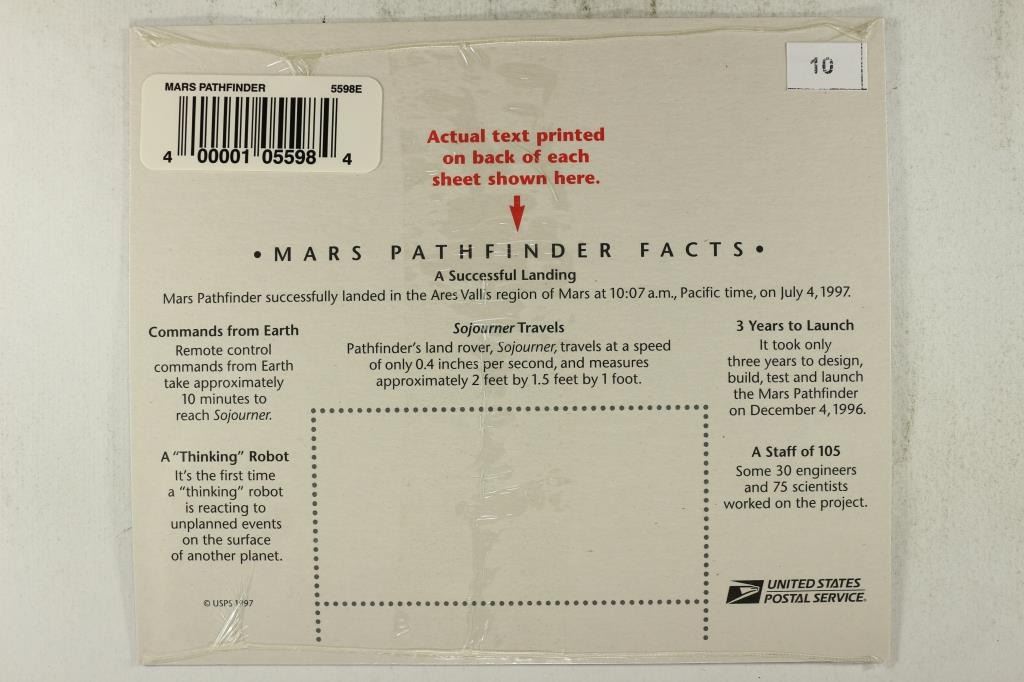 10
MARS PATHFINDER 5598E
4 00001 05598 4
Actual text printed
on back of each
sheet shown here.
• MARS PATHFINDER FACTS •
A Successful Landing
Mars Pathfinder successfully landed in the Ares Vallis region of Mars at 10:07 a.m., Pacific time, on July 4, 1997.
Commands from Earth
Remote control
commands from Earth
take approximately
10 minutes to
reach Sojourner.
Sojourner Travels
Pathfinder's land rover, Sojourner, travels at a speed
of only 0.4 inches per second, and measures
approximately 2 feet by 1.5 feet by 1 foot.
3 Years to Launch
It took only
three years to design,
build, test and launch
the Mars Pathfinder
on December 4, 1996.
A "Thinking" Robot
It's the first time
a "thinking" robot
is reacting to
unplanned events
on the surface
of another planet.
A Staff of 105
Some 30 engineers
and 75 scientists
worked on the project.
© USPS 1997
UNITED STATES
POSTAL SERVICE®